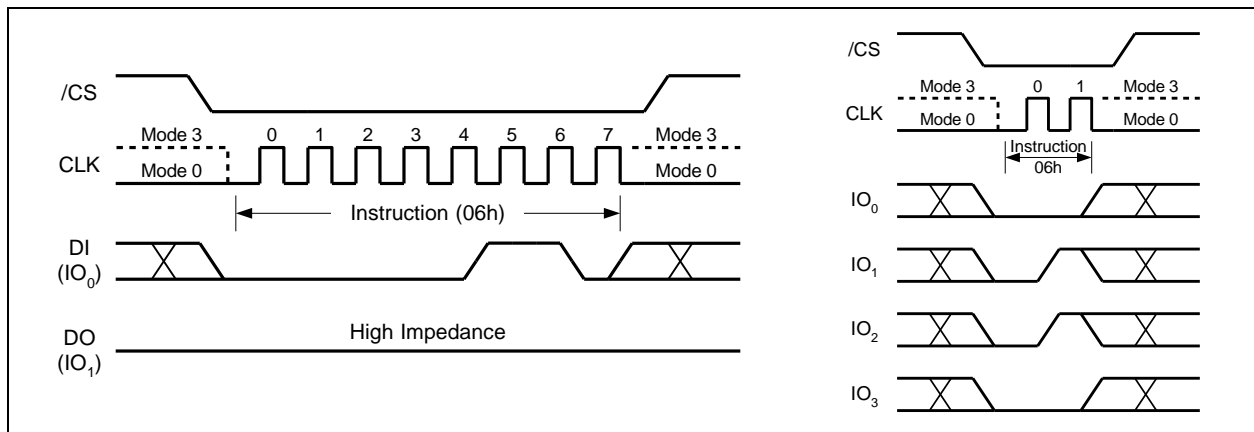 /CS
Mode 3 0 1 2 3 4 5 6 7 Mode 3
CLK
Mode 0 Mode 0
Instruction (06h)
DI
(IO0)
High Impedance
DO
(IO1)
/CS
Mode 3 0 1 Mode 3
CLK
Mode 0 Mode 0
Instruction
06h
IO0
IO1
IO2
IO3